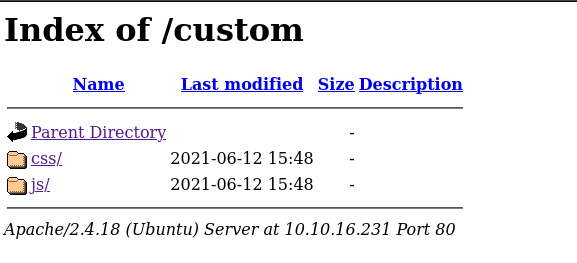 Index of /custom
Name Last modified Size Description
Parent Directory -
css/ 2021-06-12 15:48 -
js/ 2021-06-12 15:48 -
Apache/2.4.18 (Ubuntu) Server at 10.10.16.231 Port 80